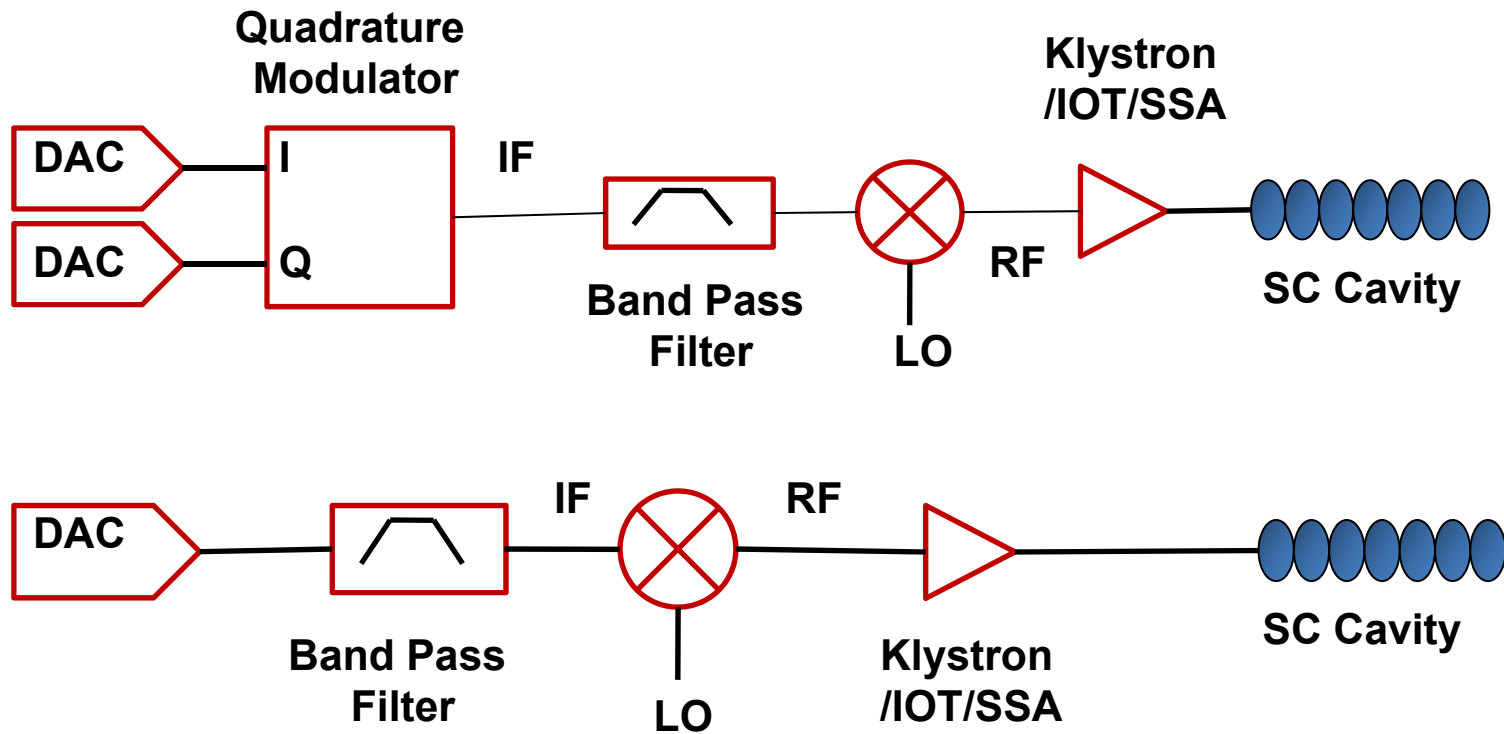 Quadrature
Modulator
Klystron
/IOT/SSA
DAC
I
IF
DAC
Q
RF
Band Pass
Filter
LO
SC Cavity
DAC
IF
RF
Band Pass
Filter
LO
Klystron
/IOT/SSA
SC Cavity